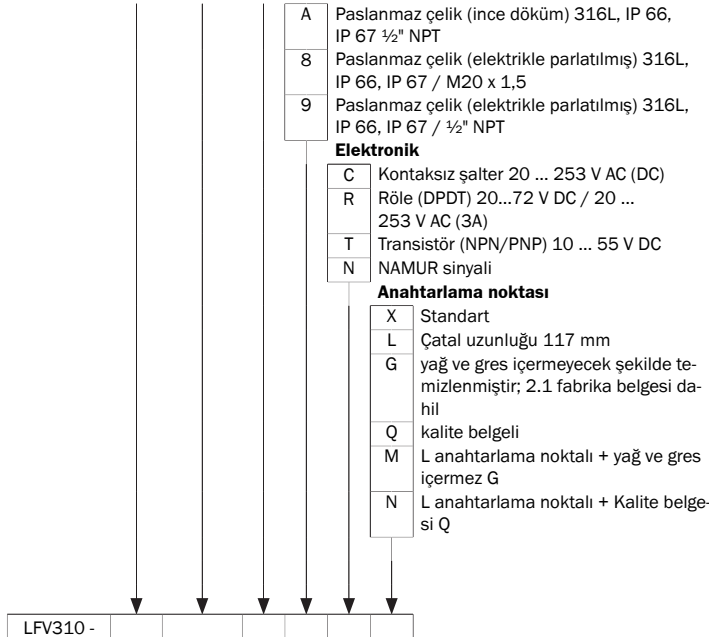 A Paslanmaz çelik (ince döküm) 316L, IP 66,
IP 67 ½" NPT
8 Paslanmaz çelik (elektrikle parlatılmış) 316L,
IP 66, IP 67 / M20 x 1,5
9 Paslanmaz çelik (elektrikle parlatılmış) 316L,
IP 66, IP 67 / ½" NPT
Elektronik
C Kontaksız şalter 20 ... 253 V AC (DC)
R Röle (DPDT) 20...72 V DC / 20 ...
253 V AC (3A)
T Transistör (NPN/PNP) 10 ... 55 V DC
N NAMUR sinyali
Anahtarlama noktası
X Standart
L Çatal uzunluğu 117 mm
G yağ ve gres içermeyecek şekilde te-
mizlenmiştir; 2.1 fabrika belgesi da-
hil
Q kalite belgeli
M L anahtarlama noktalı + yağ ve gres
içermez G
N L anahtarlama noktalı + Kalite belge-
si Q
LFV310 -